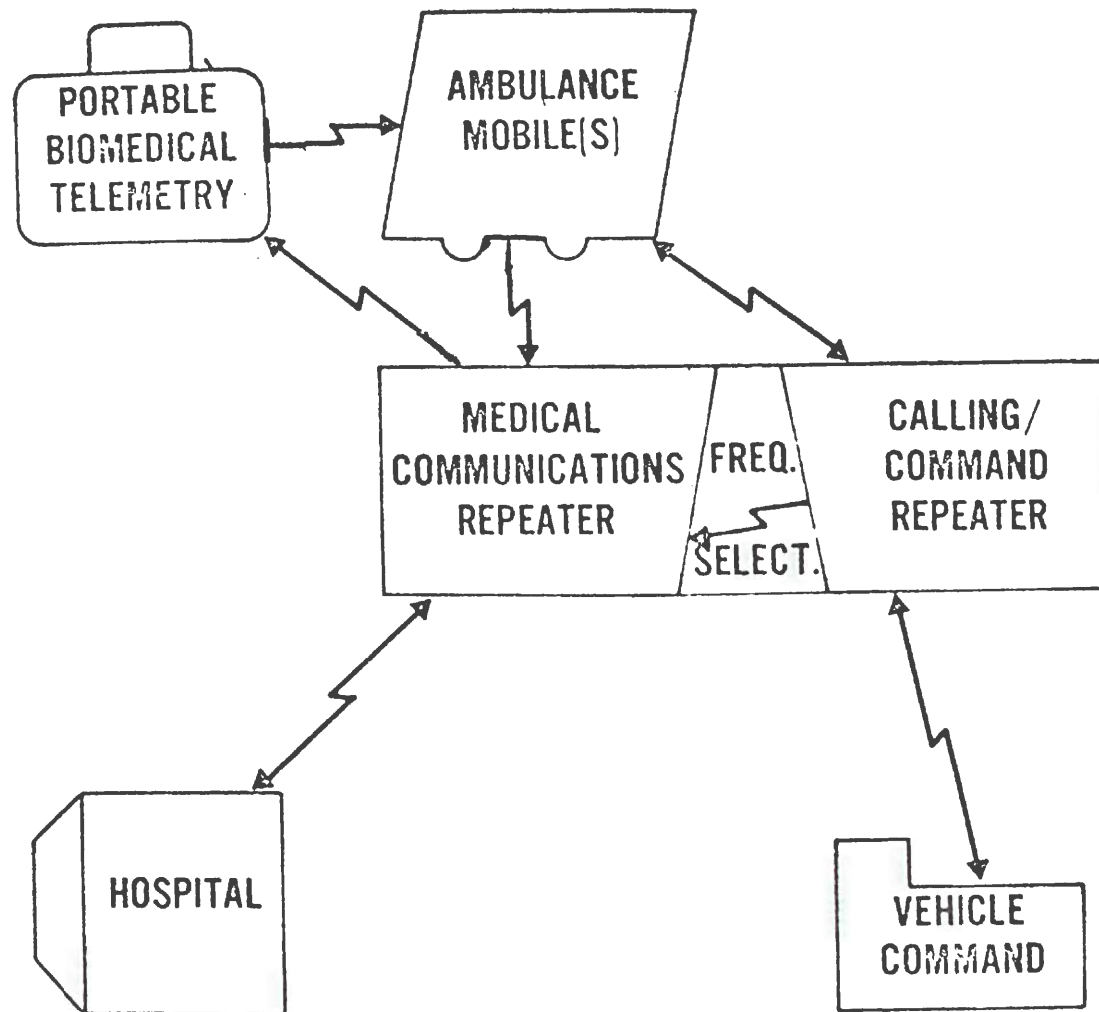 PORTABLE
BIOMEDICAL
TELEMETRY
AMBULANCE
MOBILE(S)
MEDICAL
COMMUNICATIONS
REPEATER
FREQ.
SELECT.
CALLING/
COMMAND
REPEATER
HOSPITAL
VEHICLE
COMMAND